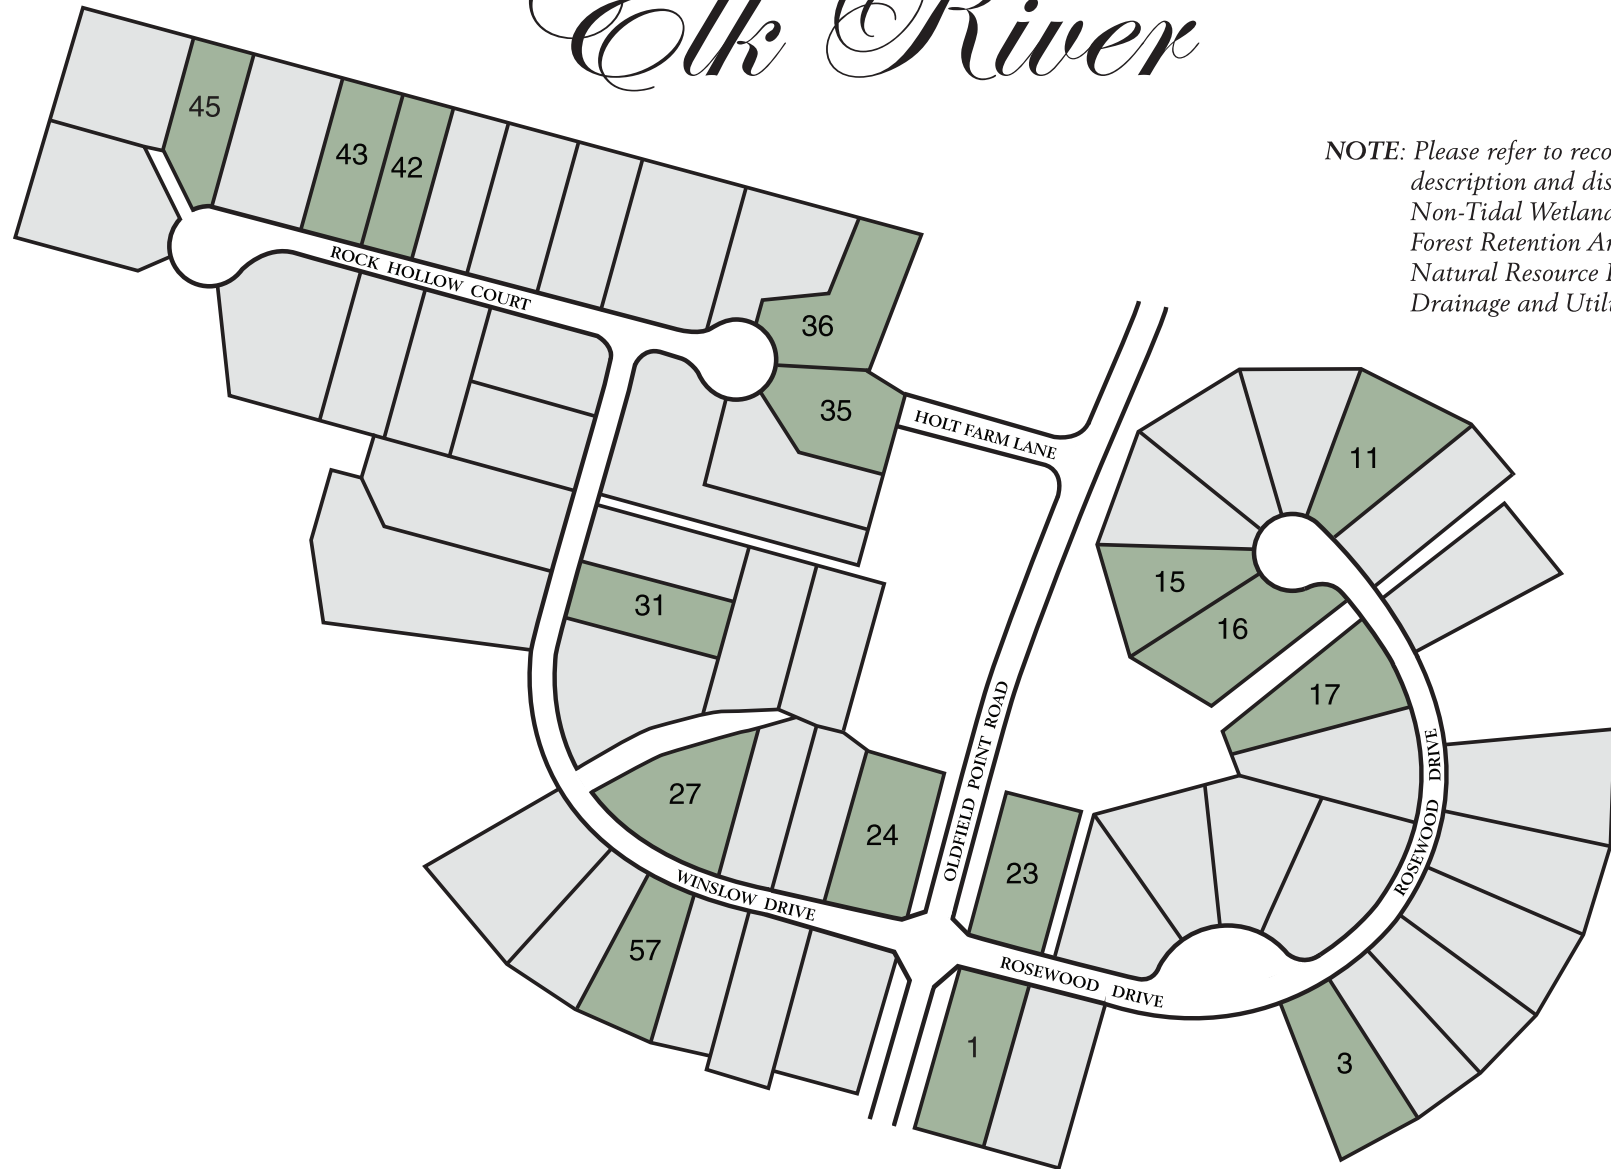 Elk River
NOTE: Please refer to reco
description and dis
Non-Tidal Wetland
Forest Retention Ar
Natural Resource
Drainage and Utili
45
43
42
ROCK HOLLOW COURT
36
35
HOLT FARM LANE
11
15
16
17
31
27
24
23
OLDFIELD POINT ROAD
ROSEWOOD DRIVE
WINSLOW DRIVE
57
ROSEWOOD DRIVE
1
3